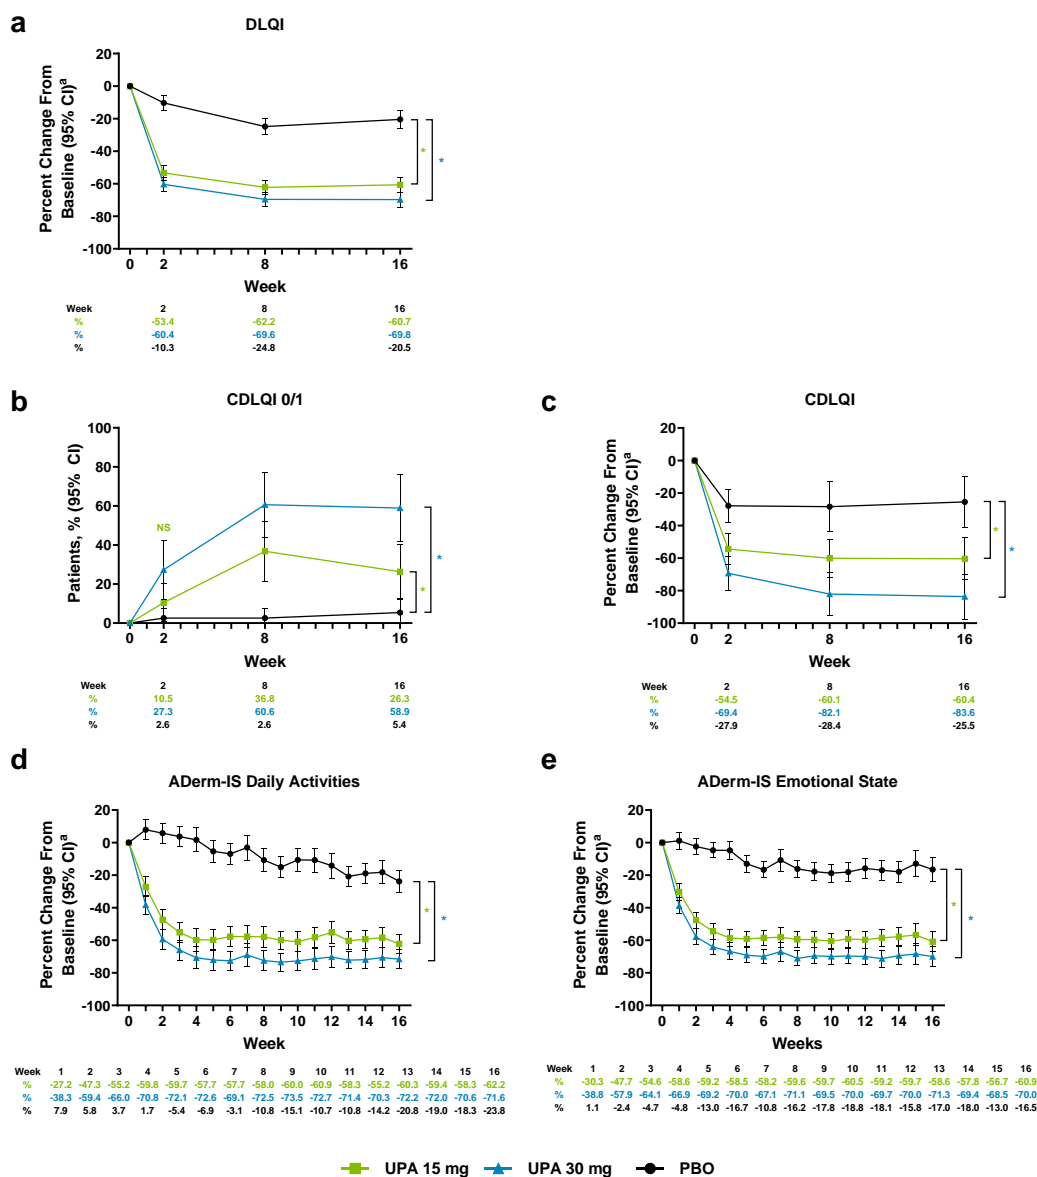 a
DLQI
Percent Change From
Baseline (95% CI)a
20
0
-20
-40
-60
-80
-100
*
*
0 2 8 16
Week
Week 2 8 16
% -53.4 -62.2 -60.7
% -60.4 -69.6 -69.8
% -10.3 -24.8 -20.5
b
CDLQI 0/1
Patients, % (95% CI)
100
80
60
40
20
0
NS
*
*
0 2 8 16
Week
Week 2 8 16
% 10.5 36.8 26.3
% 27.3 60.6 58.9
% 2.6 2.6 5.4
c
CDLQI
Percent Change From
Baseline (95% CI)a
20
0
-20
-40
-60
-80
-100
*
*
0 2 8 16
Week
Week 2 8 16
% -54.5 -60.1 -60.4
% -69.4 -82.1 -83.6
% -27.9 -28.4 -25.5
d
ADerm-IS Daily Activities
Percent Change From
Baseline (95% CI)a
20
0
-20
-40
-60
-80
-100
*
*
0 2 4 6 8 10 12 14 16
Week
Week 1 2 3 4 5 6 7 8 9 10 11 12 13 14 15 16
% -27.2 -47.3 -55.2 -59.8 -59.7 -57.7 -57.7 -58.0 -60.0 -60.9 -58.3 -55.2 -60.3 -59.4 -58.3 -62.2
% -38.3 -59.4 -66.0 -70.8 -72.1 -72.6 -69.1 -72.5 -73.5 -72.7 -71.4 -70.3 -72.2 -72.0 -70.6 -71.6
% 7.9 5.8 3.7 1.7 -5.4 -6.9 -3.1 -10.8 -15.1 -10.7 -10.8 -14.2 -20.8 -19.0 -18.3 -23.8
e
ADerm-IS Emotional State
Percent Change From
Baseline (95% CI)a
20
0
-20
-40
-60
-80
-100
*
*
0 2 4 6 8 10 12 14 16
Weeks
Week 1 2 3 4 5 6 7 8 9 10 11 12 13 14 15 16
% -30.3 -47.7 -54.6 -58.6 -59.2 -58.5 -58.2 -59.6 -59.7 -60.5 -59.2 -59.7 -58.6 -57.8 -56.7 -60.9
% -38.8 -57.9 -64.1 -66.9 -69.2 -70.0 -67.1 -71.1 -69.5 -70.0 -69.7 -70.0 -71.3 -69.4 -68.5 -70.0
% 1.1 -2.4 -4.7 -4.8 -13.0 -16.7 -10.8 -16.2 -17.8 -18.8 -18.1 -15.8 -17.0 -18.0 -13.0 -16.5
UPA 15 mg UPA 30 mg PBO